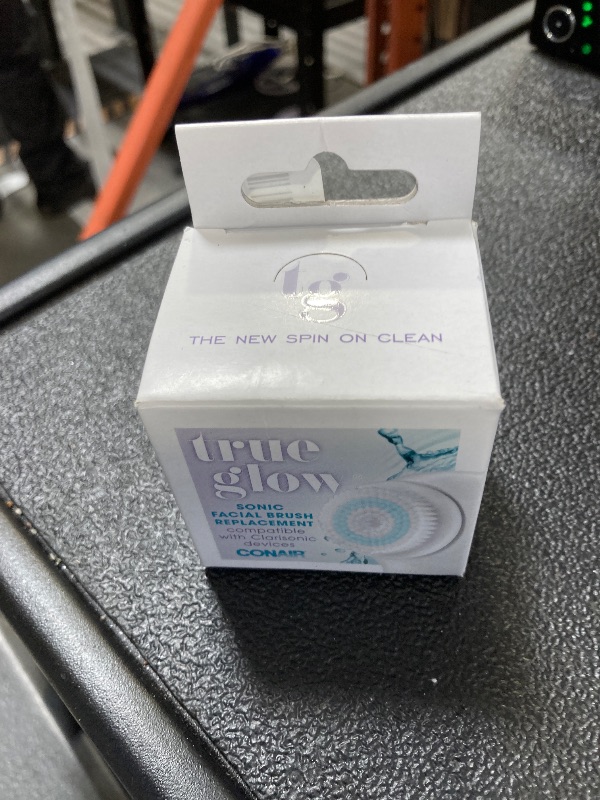 tg
THE NEW SPIN ON CLEAN
true
glow
SONIC
FACIAL BRUSH
REPLACEMENT
compatible
with Clarisonic
devices
CONAIR